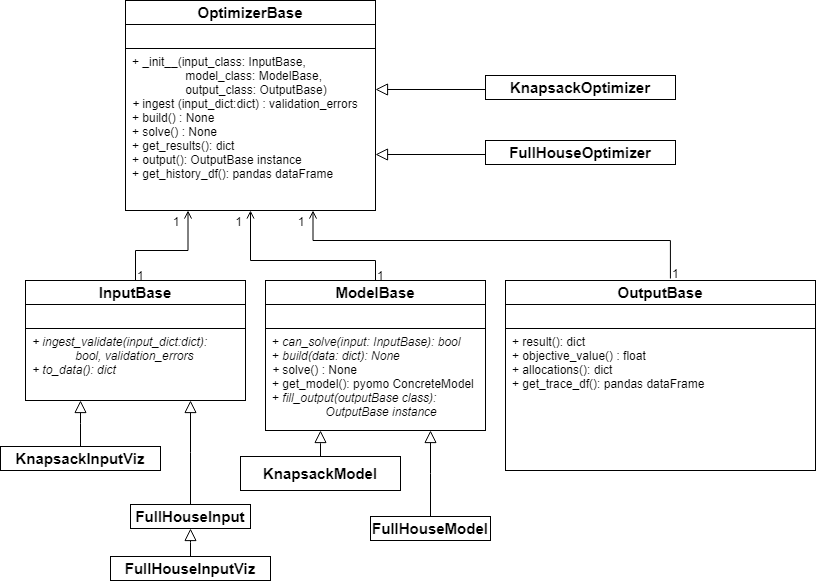 OptimizerBase
+ _init__(input_class: InputBase,
model_class: ModelBase,
output_class: OutputBase)
+ ingest (input_dict:dict) : validation_errors
+ build() : None
+ solve() : None
+ get_results(): dict
+ output(): OutputBase instance
+ get_history_df(): pandas dataFrame
KnapsackOptimizer
FullHouseOptimizer
1
1
1
1
1
1
InputBase
+ ingest_validate(input_dict:dict):
bool, validation_errors
+ to_data(): dict
ModelBase
+ can_solve(input: InputBase): bool
+ build(data: dict): None
+ solve() : None
+ get_model(): pyomo ConcreteModel
+ fill_output(outputBase class):
OutputBase instance
OutputBase
+ result(): dict
+ objective_value() : float
+ allocations(): dict
+ get_trace_df(): pandas dataFrame
KnapsackInputViz
KnapsackModel
FullHouseInput
FullHouseModel
FullHouseInputViz